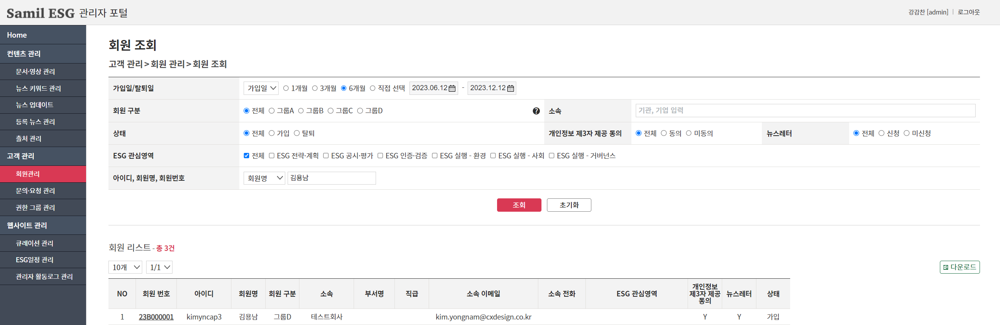 Samil ESG 관리자 포털
강감찬 [admin] 로그아웃
Home
컨텐츠 관리
문서·영상 관리
뉴스 키워드 관리
뉴스 업데이트
등록 뉴스 관리
출처 관리
고객 관리
회원관리
문의·요청 관리
권한 그룹 관리
웹사이트 관리
큐레이션 관리
ESG일정 관리
관리자 활동로그 관리
회원 조회
고객 관리 > 회원 관리 > 회원 조회
가입일/탈퇴일 가입일 1개월 3개월 6개월 직접 선택 2023.06.12 - 2023.12.12
회원 구분 전체 그룹A 그룹B 그룹C 그룹D ? 소속 기관, 기업 입력
상태 전체 가입 탈퇴 개인정보 제3자 제공 동의 전체 동의 미동의 뉴스레터 전체 신청 미신청
ESG 관심영역 전체 ESG 전략·계획 ESG 공시·평가 ESG 인증·검증 ESG 실행 - 환경 ESG 실행 - 사회 ESG 실행 - 거버넌스
아이디, 회원명, 회원번호 회원명 김용남
조회 초기화
회원 리스트 - 총 3건
10개 1/1 다운로드
NO 회원 번호 아이디 회원명 회원 구분 소속 부서명 직급 소속 이메일 소속 전화 ESG 관심영역 개인정보 제3자 제공 동의 뉴스레터 상태
1 23B000001 kimyncap3 김용남 그룹D 테스트회사 kim.yongnam@cxdesign.co.kr Y Y 가입